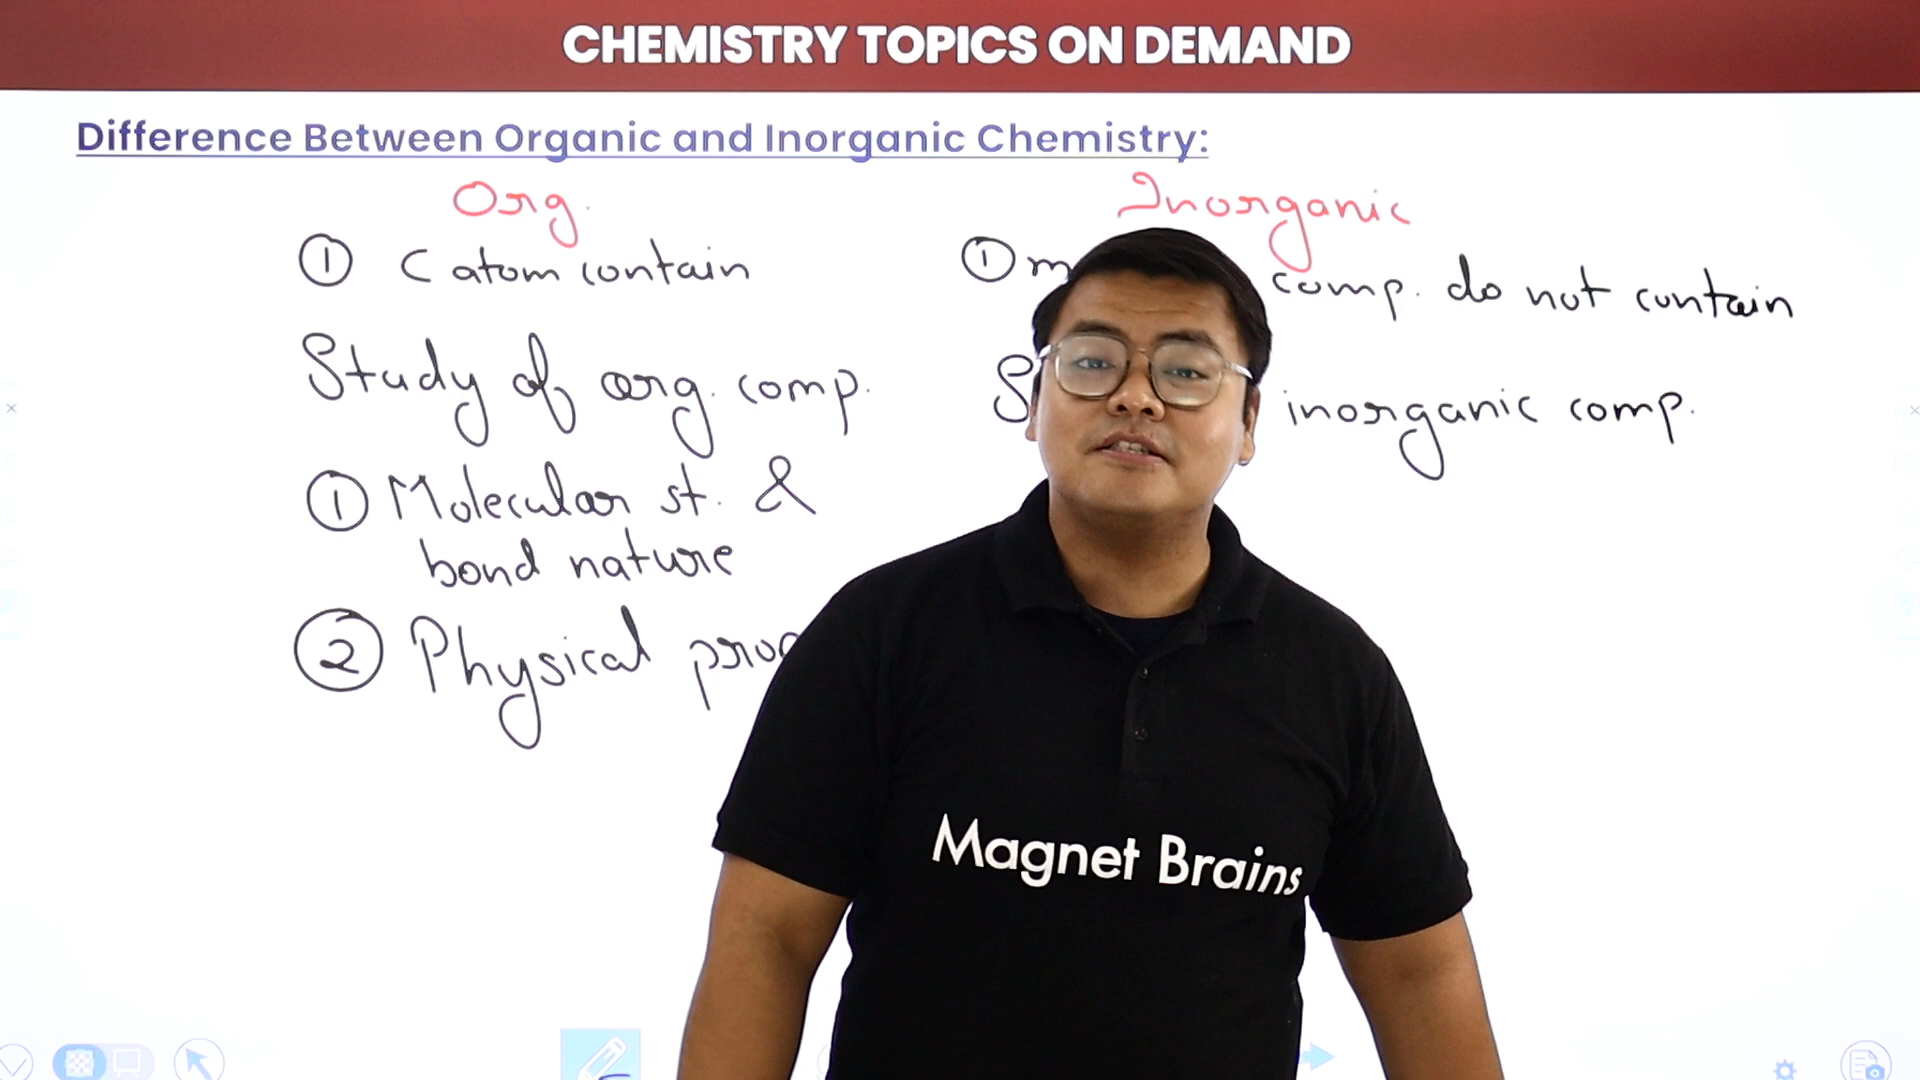 CHEMISTRY TOPICS ON DEMAND
Difference Between Organic and Inorganic Chemistry:
Org.
① C atom contain
Study of org. comp.
① Molecular st. &
bond nature
② Physical
Inorganic
① comp. do not contain
inorganic comp.
Magnet Brains